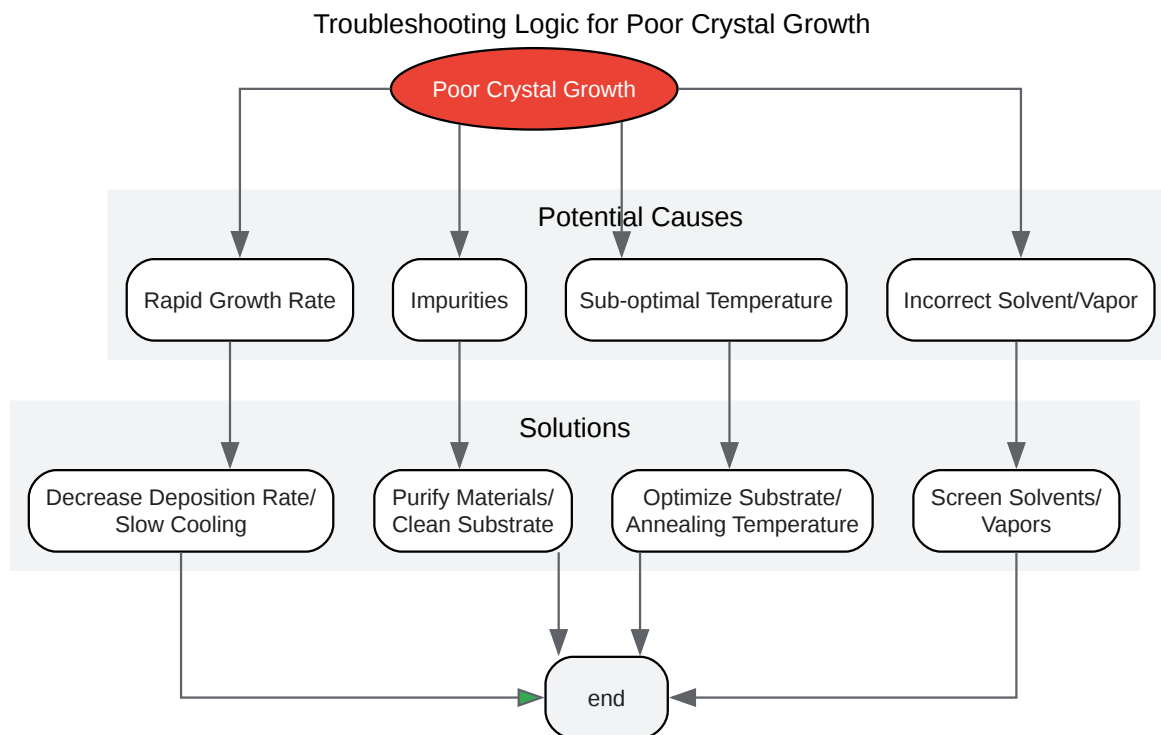 Troubleshooting Logic for Poor Crystal Growth
Poor Crystal Growth
Potential Causes
Rapid Growth Rate
Impurities
Sub-optimal Temperature
Incorrect Solvent/Vapor
Solutions
Decrease Deposition Rate/
Slow Cooling
Purify Materials/
Clean Substrate
Optimize Substrate/
Annealing Temperature
Screen Solvents/
Vapors
end